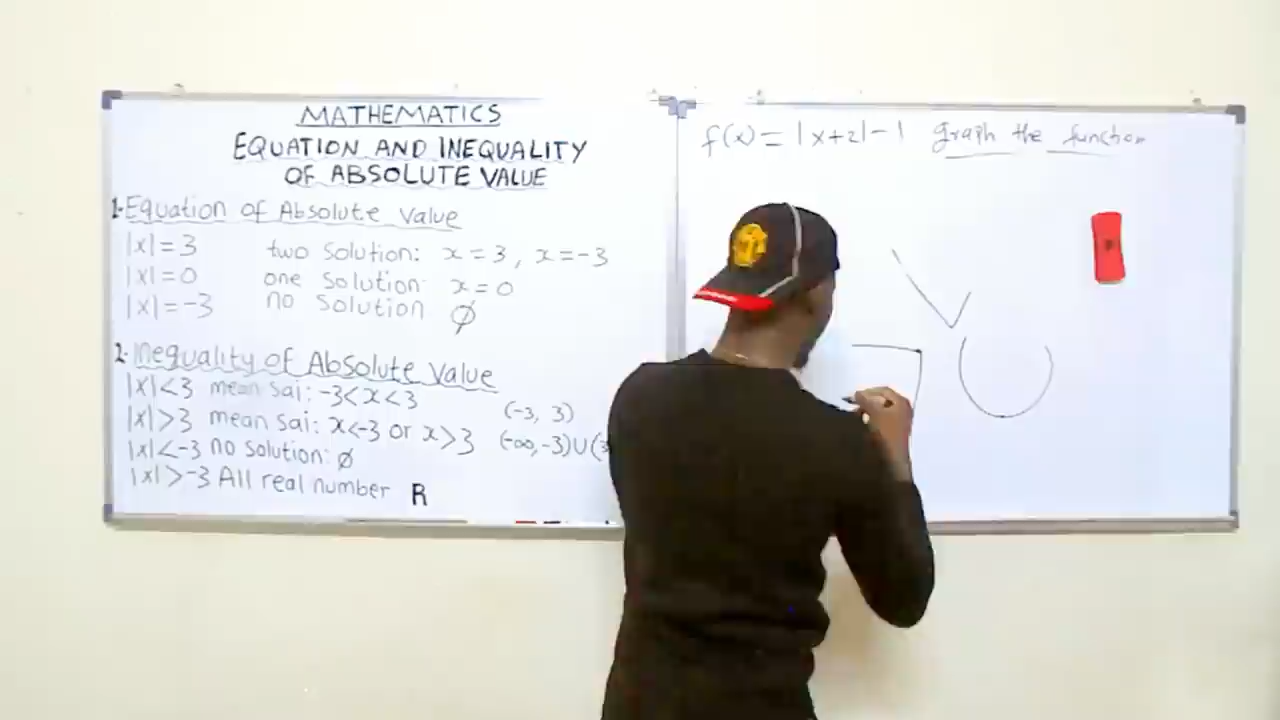 MATHEMATICS
EQUATION AND INEQUALITY
OF ABSOLUTE VALUE
1-Equation of Absolute Value
|x|=3 two Solution: x=3, x=-3
|x|=0 one Solution: x=0
|x|=-3 no Solution ∅
2-Inequality of Absolute Value
|x|<3 mean sai: -3<x<3 (-3, 3)
|x|>3 mean sai: x<-3 or x>3 (-∞,-3)∪(3
|x|<-3 no solution: ∅
|x|>-3 All real number R
f(x)=|x+2|-1 graph the function